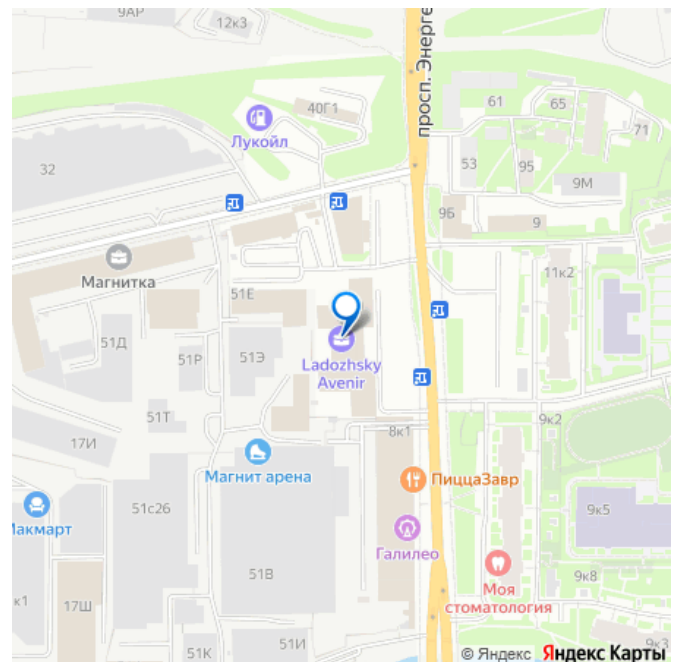 9АР
12к3
просп. Энерге
40Г1
Лукойл
61
65
71
32
53
95
9М
9Б
9
Магнитка
51Е
11к2
51Д
51Р
51Э
Ladozhsky
Avenir
51Т
17И
8к1
9к2
Магнит арена
ПиццаЗавр
Макмарт
51с26
9к5
Галилео
51В
Моя
стоматология
9к8
к1
17Ш
51К
51И
9к3
© Яндекс Яндекс Карты